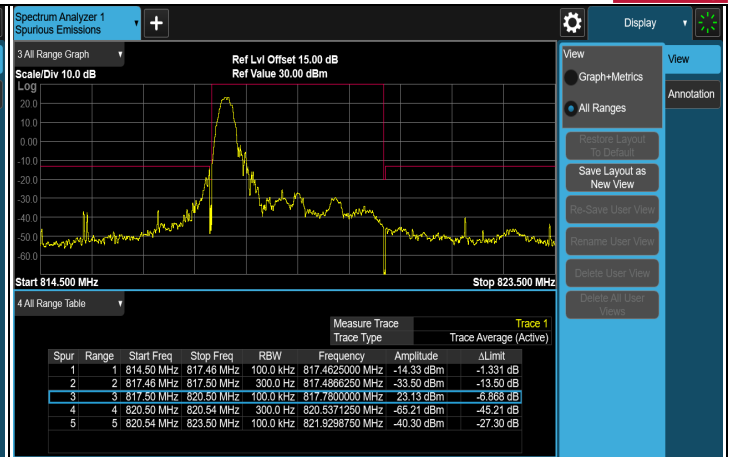 Spectrum Analyzer 1
Spurious Emissions
Display
3 All Range Graph
Ref Lvl Offset 15.00 dB
Scale/Div 10.0 dB
Ref Value 30.00 dBm
Log
20.0
10.0
0.00
-10.0
-20.0
-30.0
-40.0
-50.0
-60.0
Start 814.500 MHz
Stop 823.500 MHz
View
Graph+Metrics
All Ranges
Restore Layout
To Default
Save Layout as
New View
Re-Save User View
Rename User View
Delete User View
Delete All User
Views
View
Annotation
4 All Range Table
Measure Trace Trace 1
Trace Type Trace Average (Active)
Spur Range Start Freq Stop Freq RBW Frequency Amplitude ΔLimit
1 1 814.50 MHz 817.46 MHz 100.0 kHz 817.4625000 MHz -14.33 dBm -1.331 dB
2 2 817.46 MHz 817.50 MHz 300.0 Hz 817.4866250 MHz -33.50 dBm -13.50 dB
3 3 817.50 MHz 820.50 MHz 100.0 kHz 817.7800000 MHz 23.13 dBm -6.868 dB
4 4 820.50 MHz 820.54 MHz 300.0 Hz 820.5371250 MHz -65.21 dBm -45.21 dB
5 5 820.54 MHz 823.50 MHz 100.0 kHz 821.9298750 MHz -40.30 dBm -27.30 dB